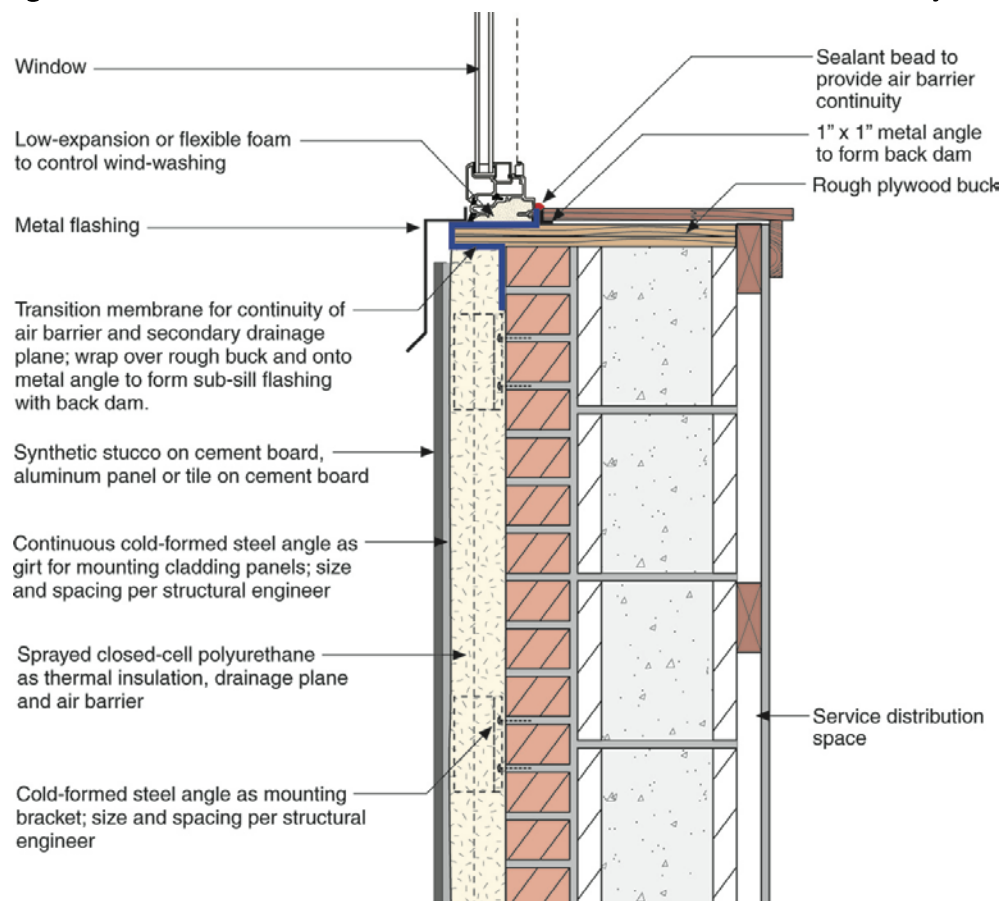 Window
Low-expansion or flexible foam
to control wind-washing
Metal flashing
Transition membrane for continuity of
air barrier and secondary drainage
plane; wrap over rough buck and onto
metal angle to form sub-sill flashing
with back dam.
Synthetic stucco on cement board,
aluminum panel or tile on cement board
Continuous cold-formed steel angle as
girt for mounting cladding panels; size
and spacing per structural engineer
Sprayed closed-cell polyurethane
as thermal insulation, drainage plane
and air barrier
Cold-formed steel angle as mounting
bracket; size and spacing per structural
engineer
Sealant bead to
provide air barrier
continuity
1” x 1” metal angle
to form back dam
Rough plywood buck
Service distribution
space